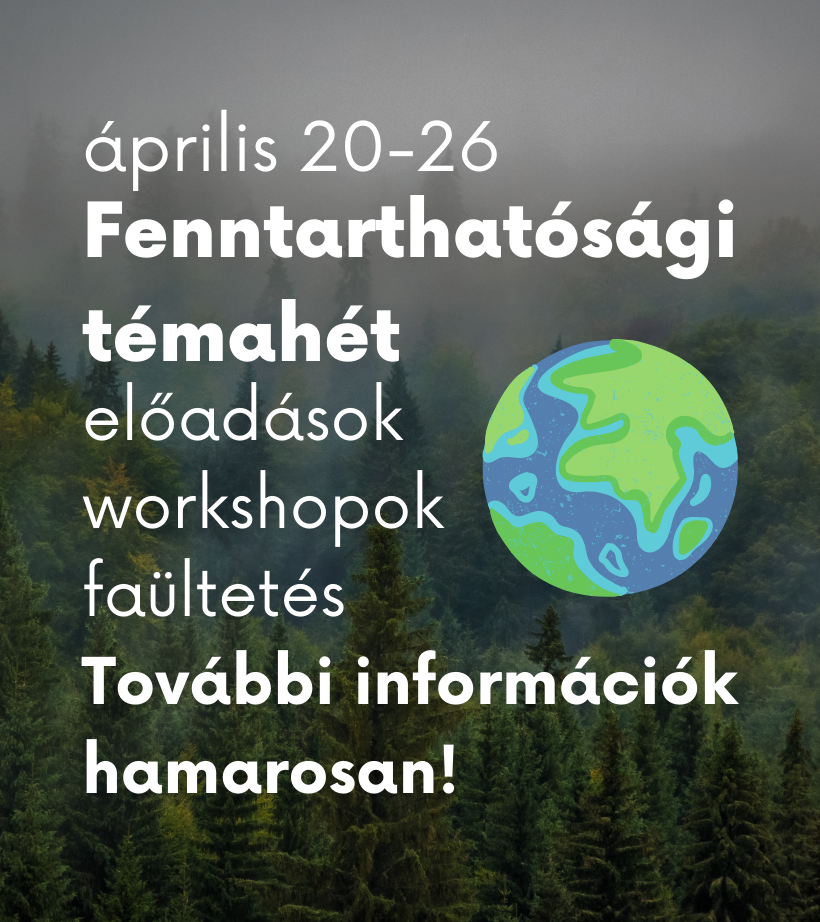 április 20-26
Fenntarthatósági
témahét
előadások
workshopok
faültetés
További információk
hamarosan!